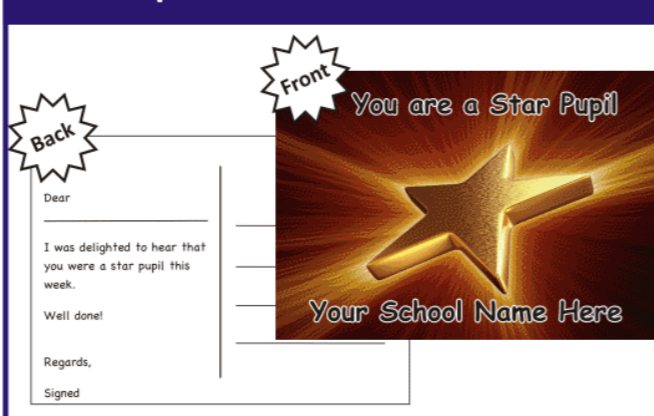 Front
You are a Star Pupil
Your School Name Here
Back
Dear
I was delighted to hear that
you were a star pupil this
week.
Well done!
Regards,
Signed